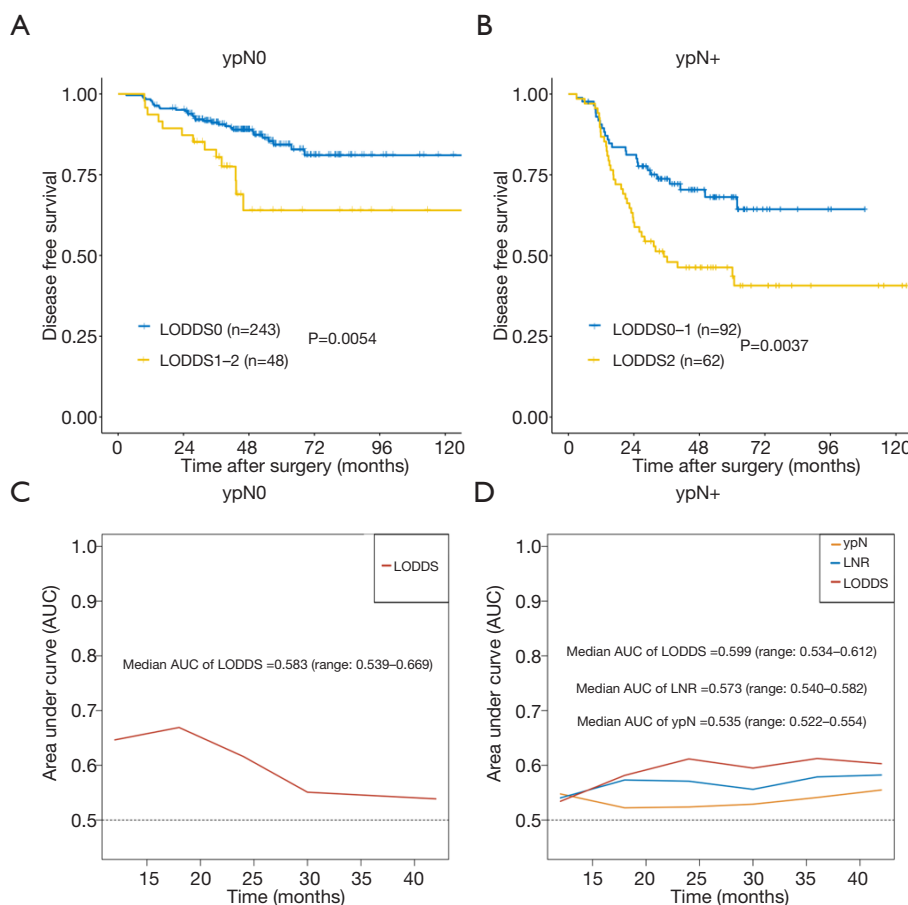 A
ypN0
1.00
0.75
0.50
0.25
0.00
Disease free survival
LODDS0 (n=243)
LODDS1–2 (n=48)
P=0.0054
0 24 48 72 96 120
Time after surgery (months)
B
ypN+
1.00
0.75
0.50
0.25
0.00
Disease free survival
LODDS0–1 (n=92)
LODDS2 (n=62)
P=0.0037
0 24 48 72 96 120
Time after surgery (months)
C
ypN0
1.0
0.9
0.8
0.7
0.6
0.5
Area under curve (AUC)
LODDS
Median AUC of LODDS =0.583 (range: 0.539–0.669)
15 20 25 30 35 40
Time (months)
D
ypN+
1.0
0.9
0.8
0.7
0.6
0.5
Area under curve (AUC)
ypN
LNR
LODDS
Median AUC of LODDS =0.599 (range: 0.534–0.612)
Median AUC of LNR =0.573 (range: 0.540–0.582)
Median AUC of ypN =0.535 (range: 0.522–0.554)
15 20 25 30 35 40
Time (months)